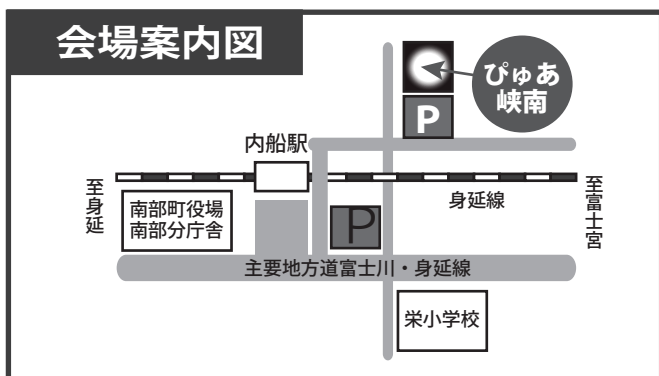 会場案内図
ぴゅあ
峡南
P
内船駅
至身延
南部町役場
南部分庁舎
P
身延線
至富士宮
主要地方道富士川・身延線
栄小学校